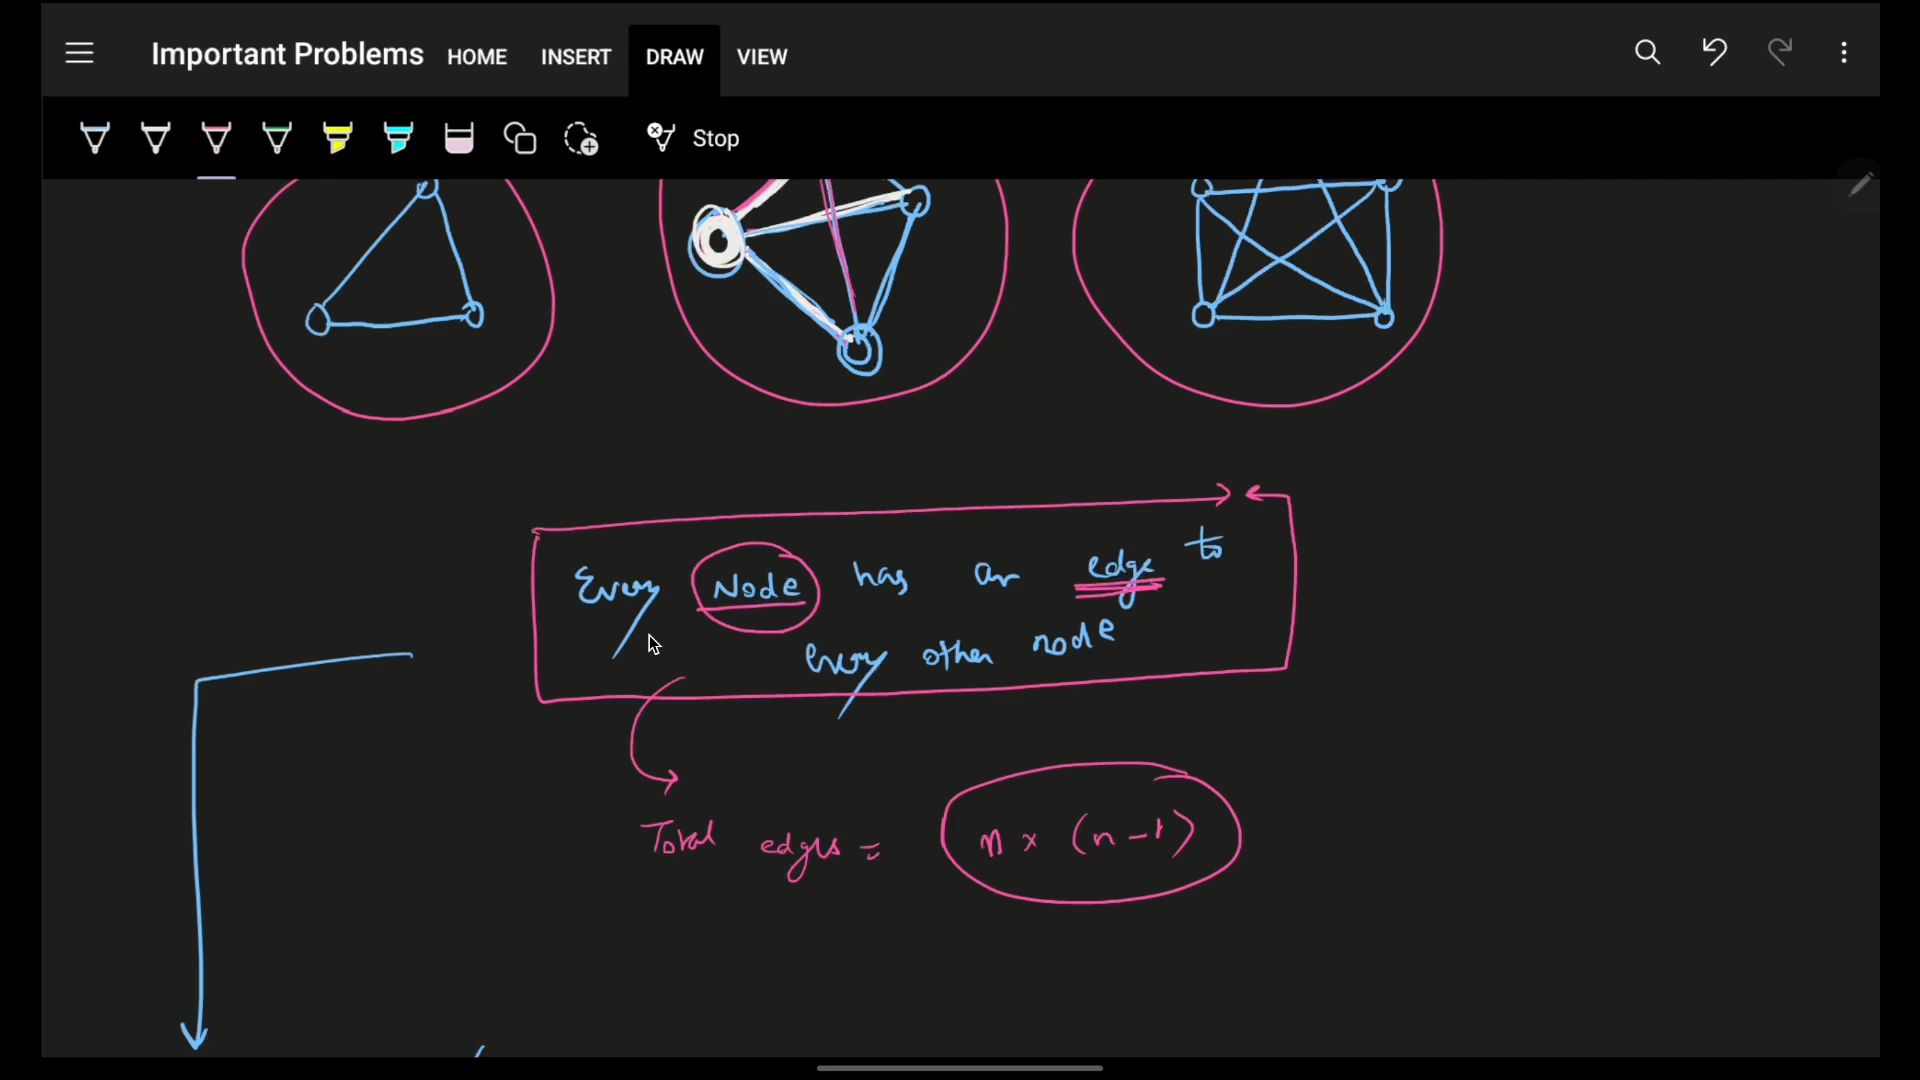 Important Problems HOME INSERT DRAW VIEW
Stop
Every Node has an edge to
every other node
Total edges = n x (n-1)